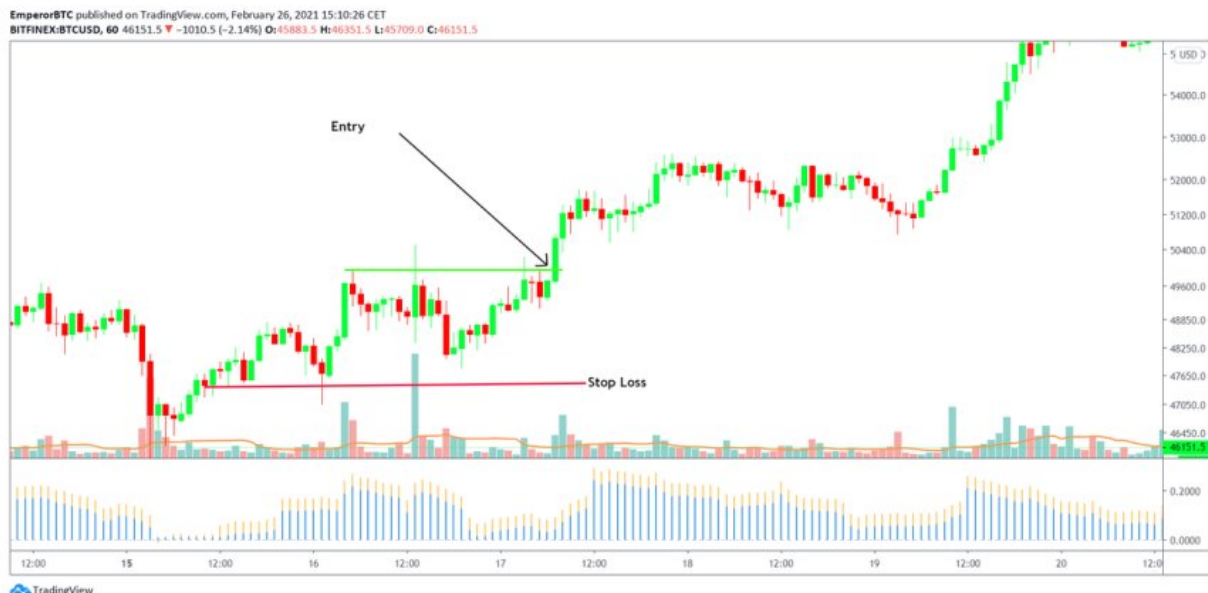 EmperorBTC published on TradingView.com, February 26, 2021 15:10:26 CET
BITFINEX:BTCUSD, 60 46151.5 ▼ −1010.5 (−2.14%) O:45883.5 H:46351.5 L:45709.0 C:46151.5
USD
54000.0
Entry
53000.0
52000.0
51200.0
50400.0
49600.0
48850.0
48250.0
Stop Loss
47650.0
47050.0
46450.0
46151.5
0.2000
0.0000
12:00 15 12:00 16 12:00 17 12:00 18 12:00 19 12:00 20 12:0
TradingView